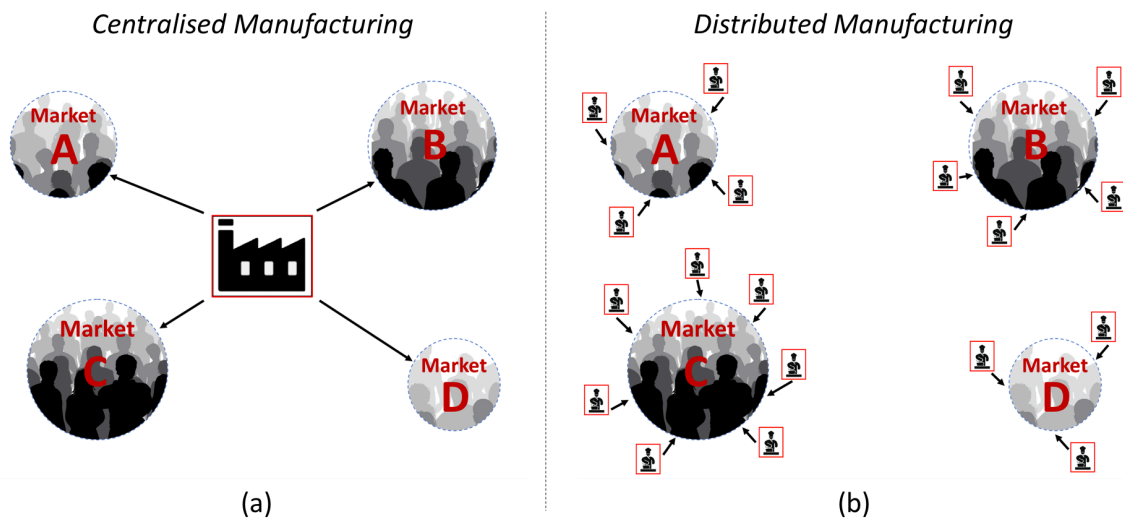 Centralised Manufacturing
Distributed Manufacturing
Market
A
Market
B
Market
C
Market
D
Market
A
Market
B
Market
C
Market
D
(a)
(b)